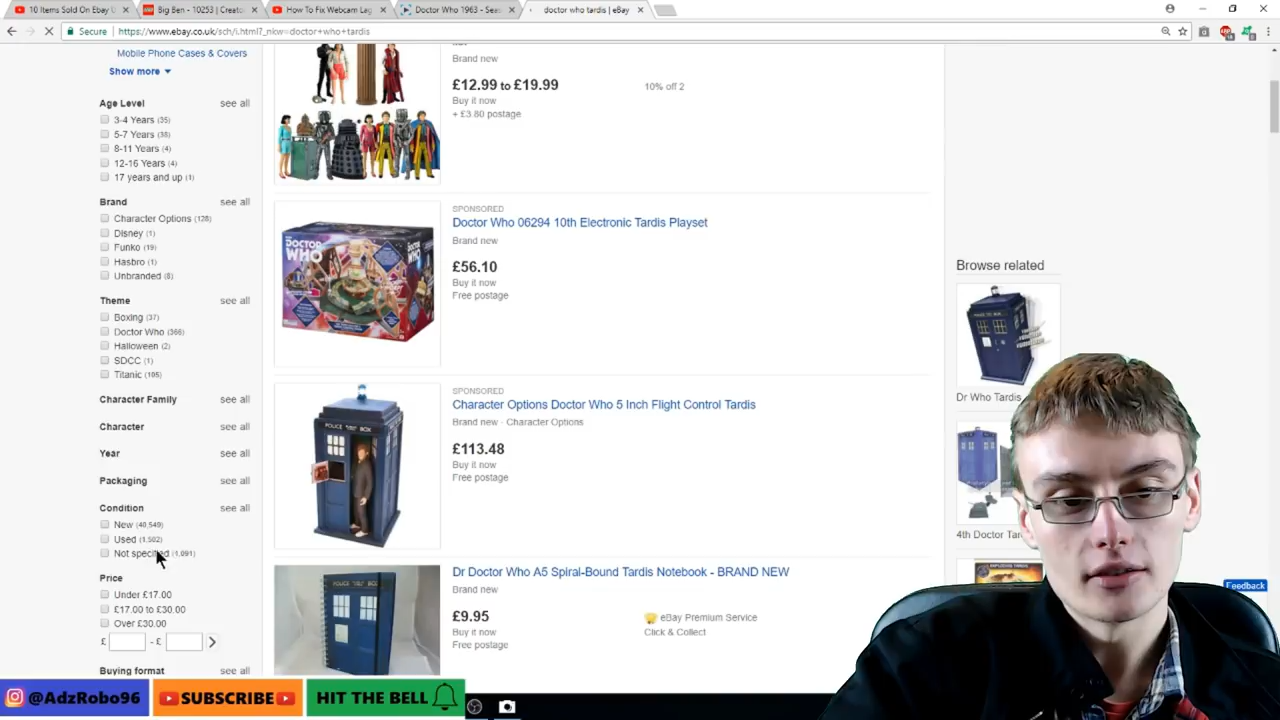 10 Items Sold On Ebay
Big Ben - 10253 | Creato
How To Fix Webcam Lag
Doctor Who 1963 - Seas
doctor who tardis | eBay
Secure
https://www.ebay.co.uk/sch/i.html?_nkw=doctor+who+tardis
Mobile Phone Cases & Covers
Show more
Age Level see all
3-4 Years (35)
5-7 Years (38)
8-11 Years (4)
12-16 Years (4)
17 years and up (1)
Brand see all
Character Options (128)
Disney (1)
Funko (19)
Hasbro (1)
Unbranded (8)
Theme see all
Boxing (37)
Doctor Who (366)
Halloween (2)
SDCC (1)
Titanic (105)
Character Family see all
Character see all
Year see all
Packaging see all
Condition see all
New (40,549)
Used (1,502)
Not specified (1,091)
Price
Under £17.00
£17.00 to £30.00
Over £30.00
£ - £
Buying format see all
Brand new
£12.99 to £19.99
10% off 2
Buy it now
+ £3.80 postage
SPONSORED
Doctor Who 06294 10th Electronic Tardis Playset
Brand new
£56.10
Buy it now
Free postage
DOCTOR WHO
SPONSORED
Character Options Doctor Who 5 Inch Flight Control Tardis
Brand new · Character Options
£113.48
Buy it now
Free postage
POLICE BOX
Dr Doctor Who A5 Spiral-Bound Tardis Notebook - BRAND NEW
Brand new
£9.95
eBay Premium Service
Buy it now
Click & Collect
Free postage
POLICE BOX
Browse related
Dr Who Tardis
4th Doctor Tar
Feedback
@AdzRobo96
SUBSCRIBE
HIT THE BELL